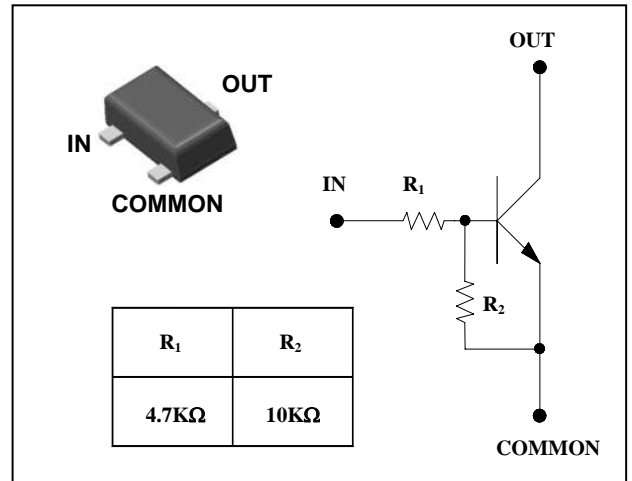 OUT
IN
COMMON
OUT
IN
R₁
R₂
COMMON
R₁ R₂
4.7KΩ 10KΩ